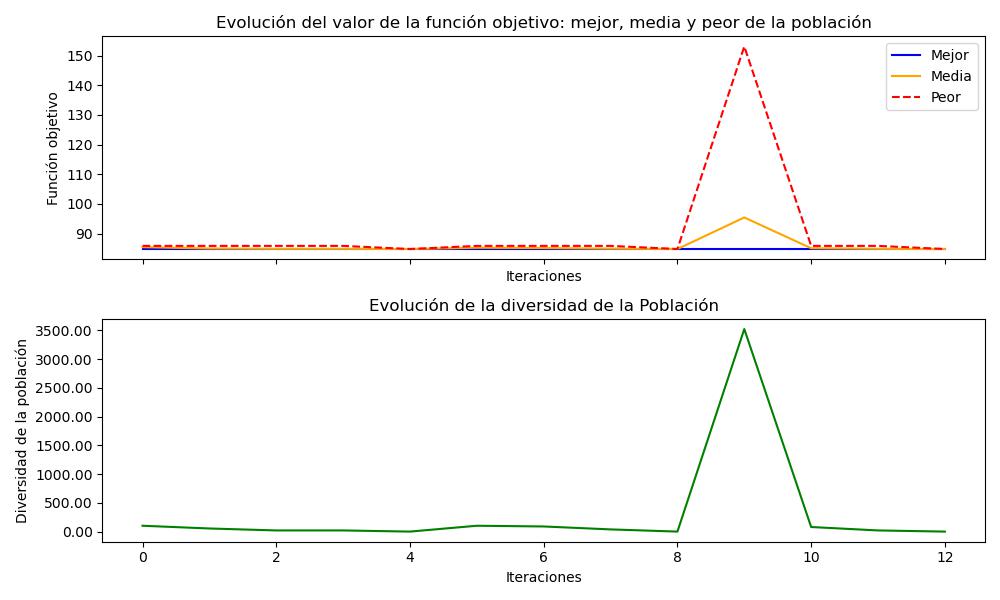 Evolución del valor de la función objetivo: mejor, media y peor de la población
Función objetivo
150
140
130
120
110
100
90
Mejor
Media
Peor
Iteraciones
Evolución de la diversidad de la Población
Diversidad de la población
3500.00
3000.00
2500.00
2000.00
1500.00
1000.00
500.00
0.00
0 2 4 6 8 10 12
Iteraciones